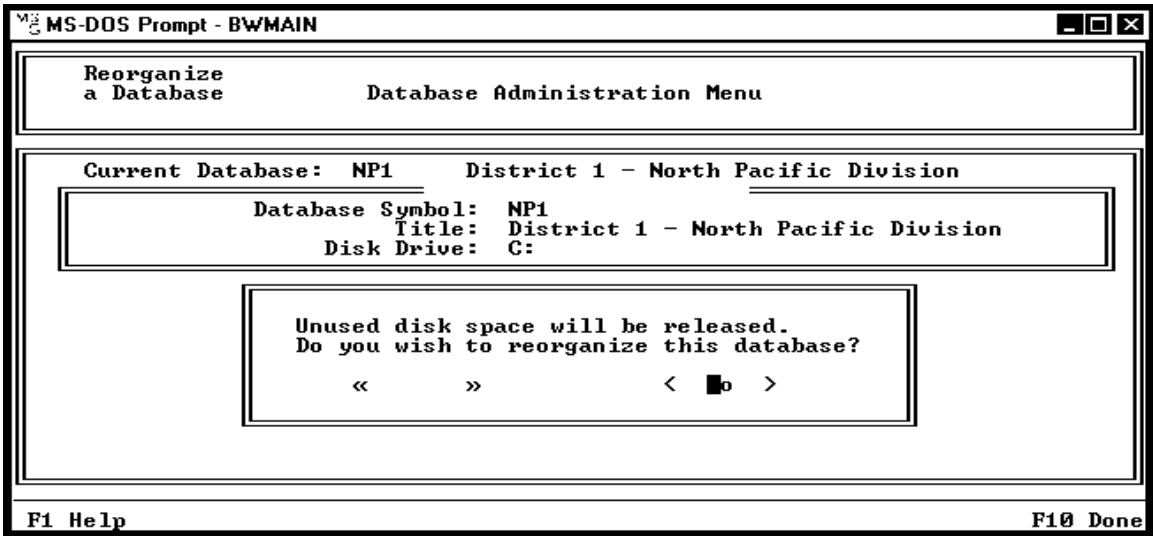 MS-DOS Prompt - BWMAIN
Reorganize
a Database Database Administration Menu
Current Database: NP1 District 1 - North Pacific Division
Database Symbol: NP1
Title: District 1 - North Pacific Division
Disk Drive: C:
Unused disk space will be released.
Do you wish to reorganize this database?
« » < o >
F1 Help F10 Done